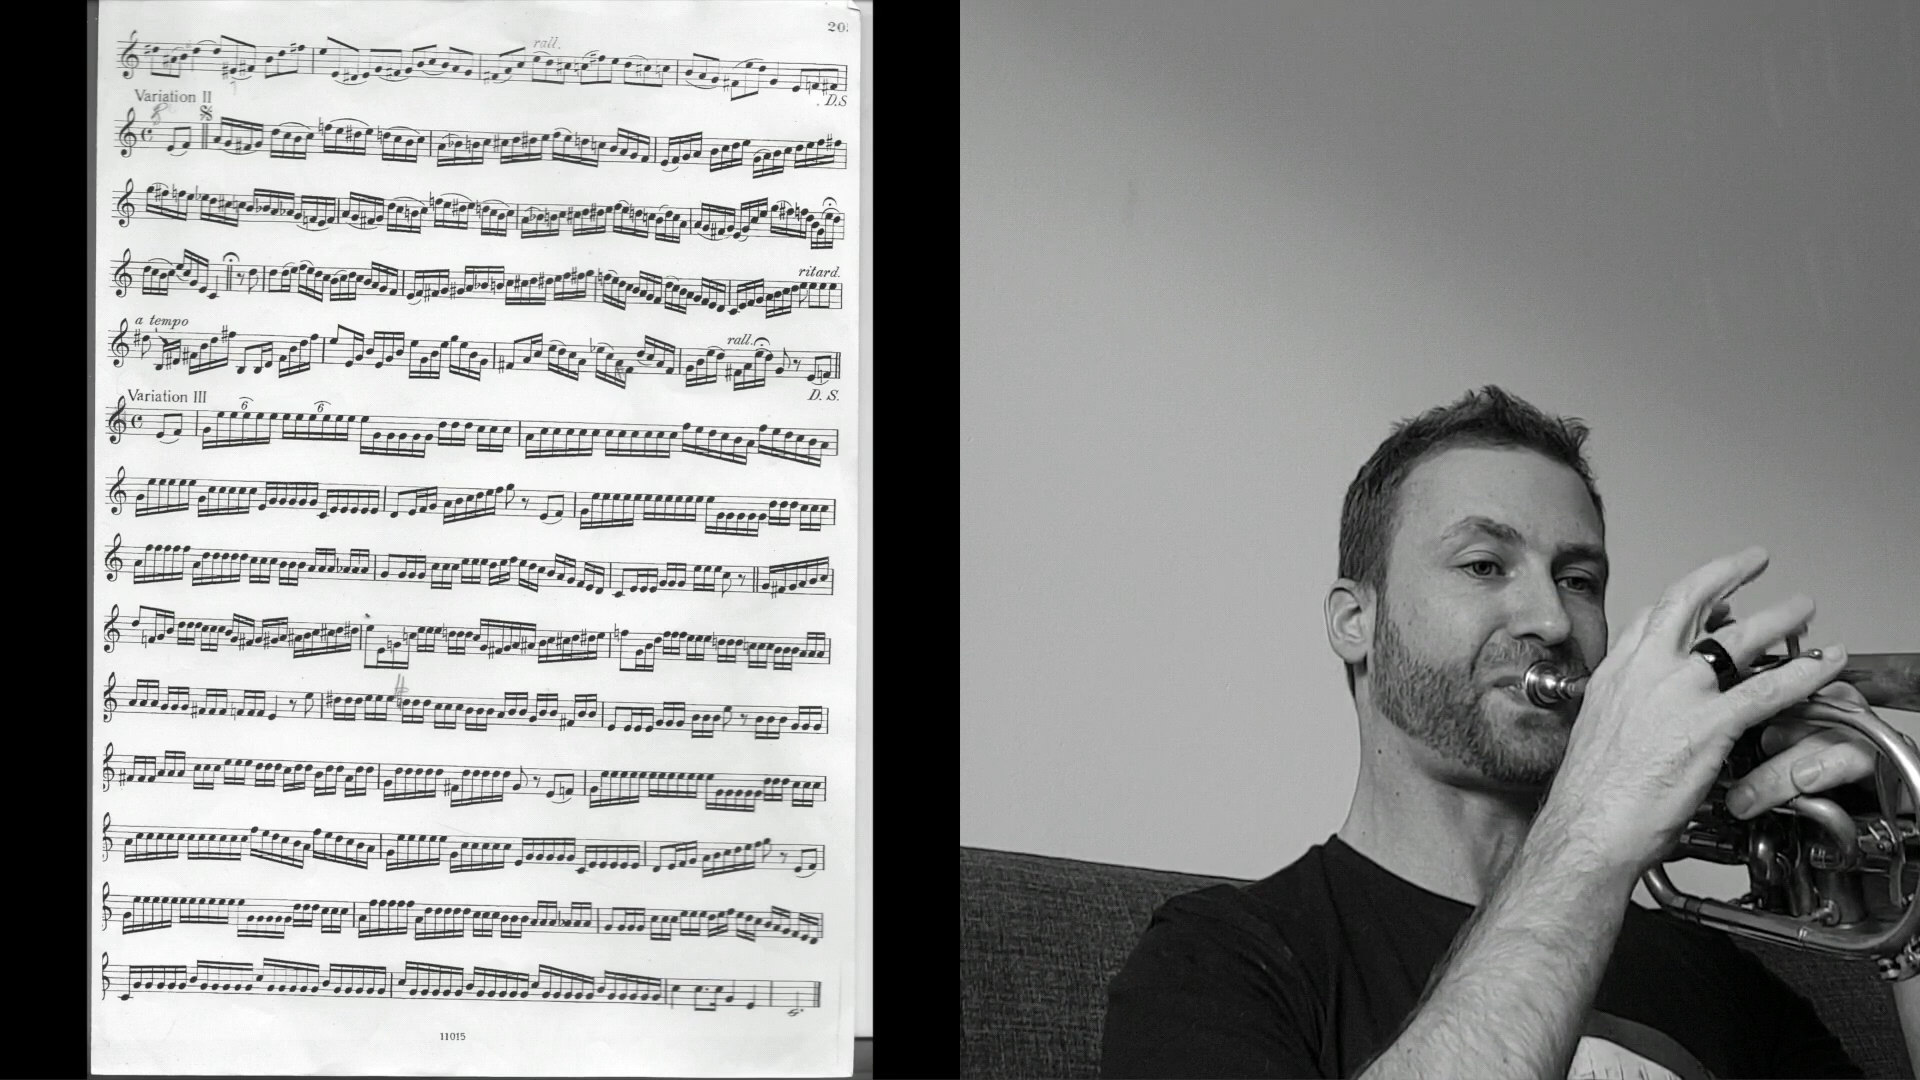 20
rall.
D.S
Variation II
ritard.
a tempo
rall.
D. S.
Variation III
6 6
11015